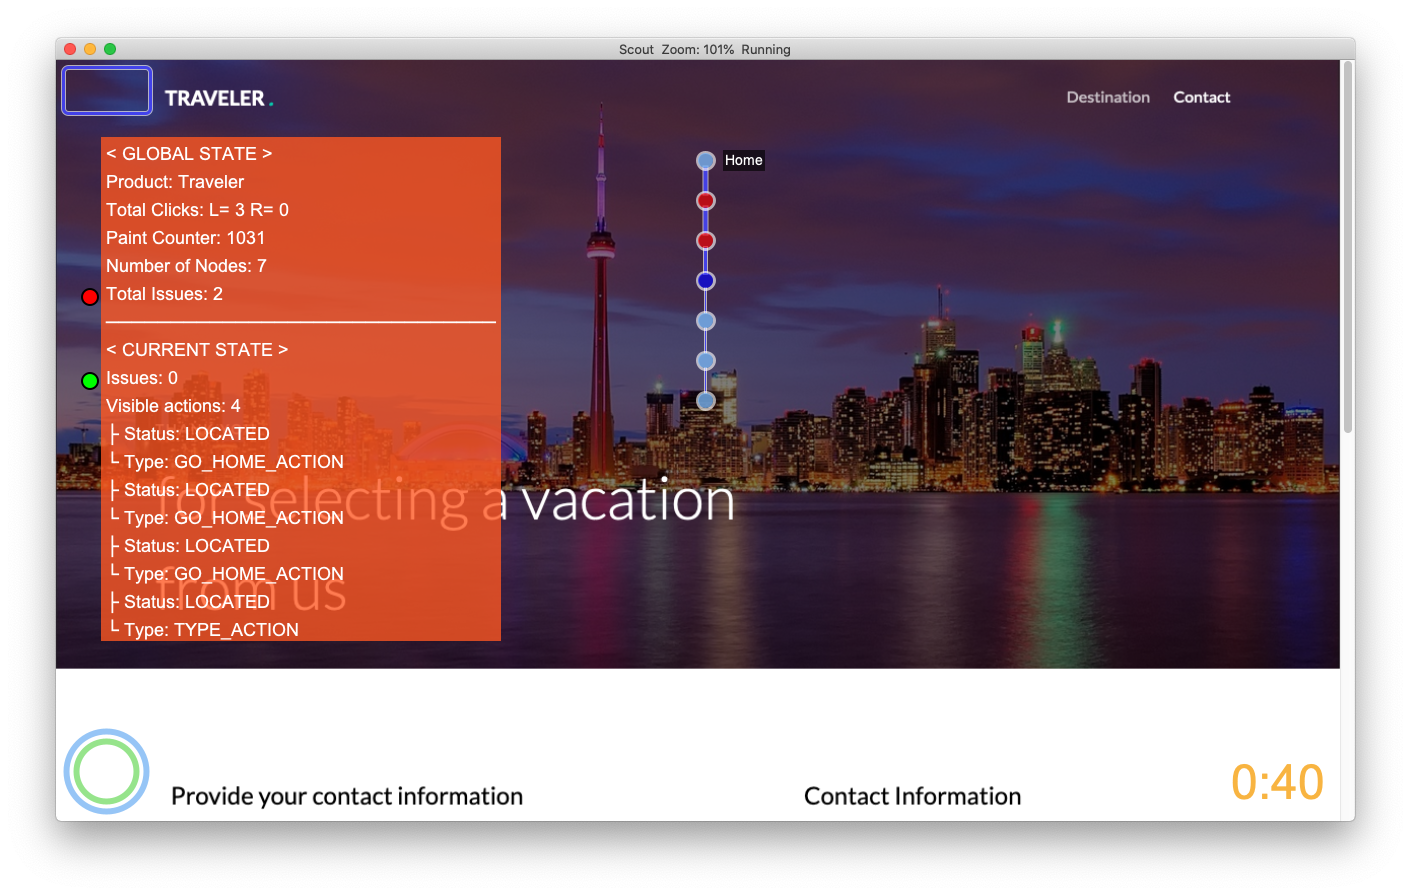 Scout Zoom: 101% Running
TRAVELER.
Destination Contact
< GLOBAL STATE >
Home
Product: Traveler
Total Clicks: L= 3 R= 0
Paint Counter: 1031
Number of Nodes: 7
Total Issues: 2
< CURRENT STATE >
Issues: 0
Visible actions: 4
├ Status: LOCATED
└ Type: GO_HOME_ACTION
├ Status: LOCATED
└ Type: GO_HOME_ACTION
├ Status: LOCATED
└ Type: GO_HOME_ACTION
├ Status: LOCATED
└ Type: TYPE_ACTION
for selecting a vacation
from us
Provide your contact information
Contact Information
0:40